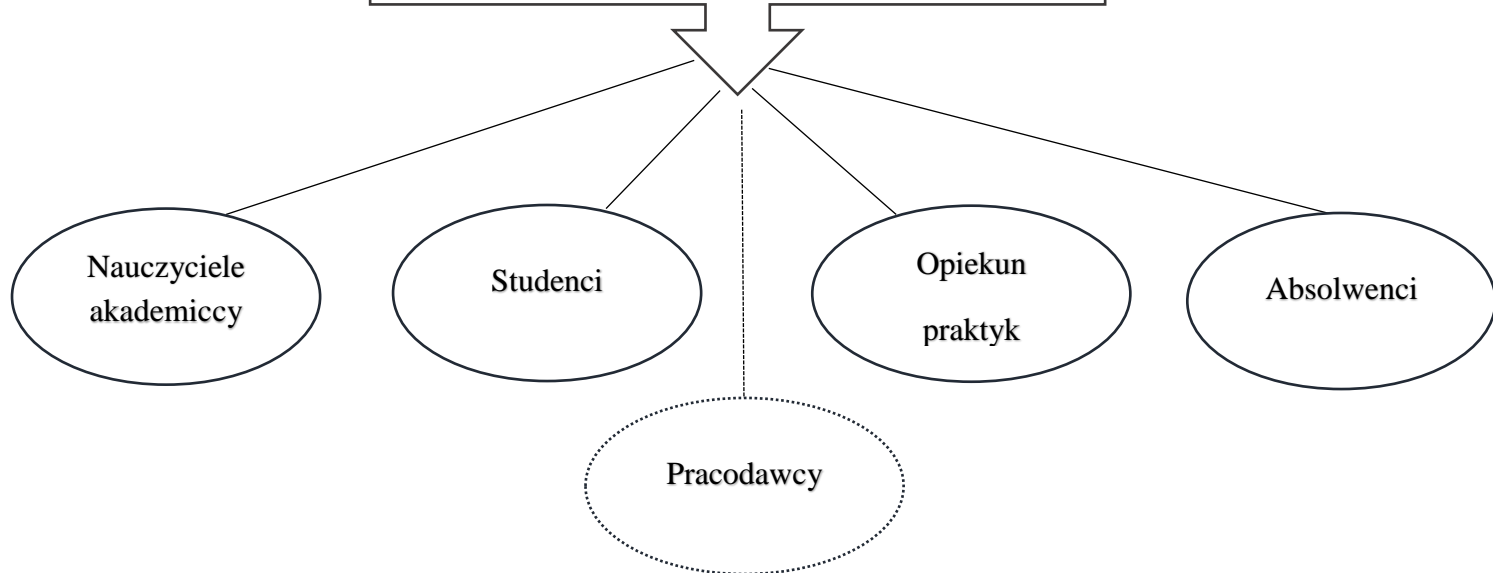 Nauczyciele
akademiccy
Studenci
Opiekun
praktyk
Absolwenci
Pracodawcy